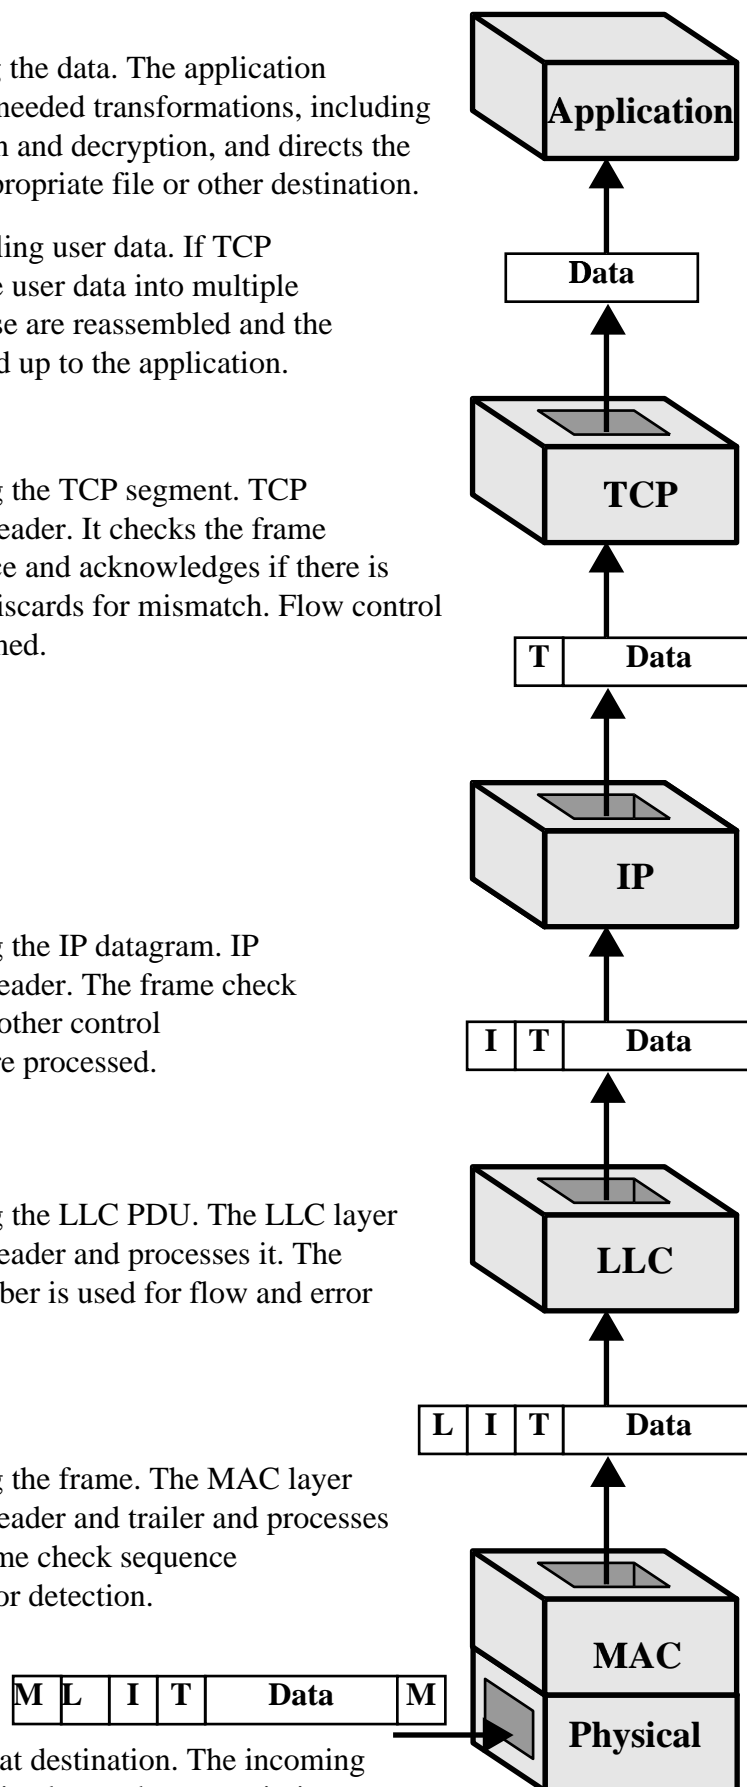 g the data. The application
needed transformations, including
n and decryption, and directs the
propriate file or other destination.
Application
ling user data. If TCP
e user data into multiple
se are reassembled and the
d up to the application.
Data
g the TCP segment. TCP
eader. It checks the frame
ce and acknowledges if there is
iscards for mismatch. Flow control
ned.
TCP
T Data
IP
g the IP datagram. IP
eader. The frame check
other control
re processed.
I T Data
g the LLC PDU. The LLC layer
eader and processes it. The
ber is used for flow and error
LLC
L I T Data
g the frame. The MAC layer
eader and trailer and processes
me check sequence
or detection.
MAC
M L I T Data M
Physical
at destination. The incoming